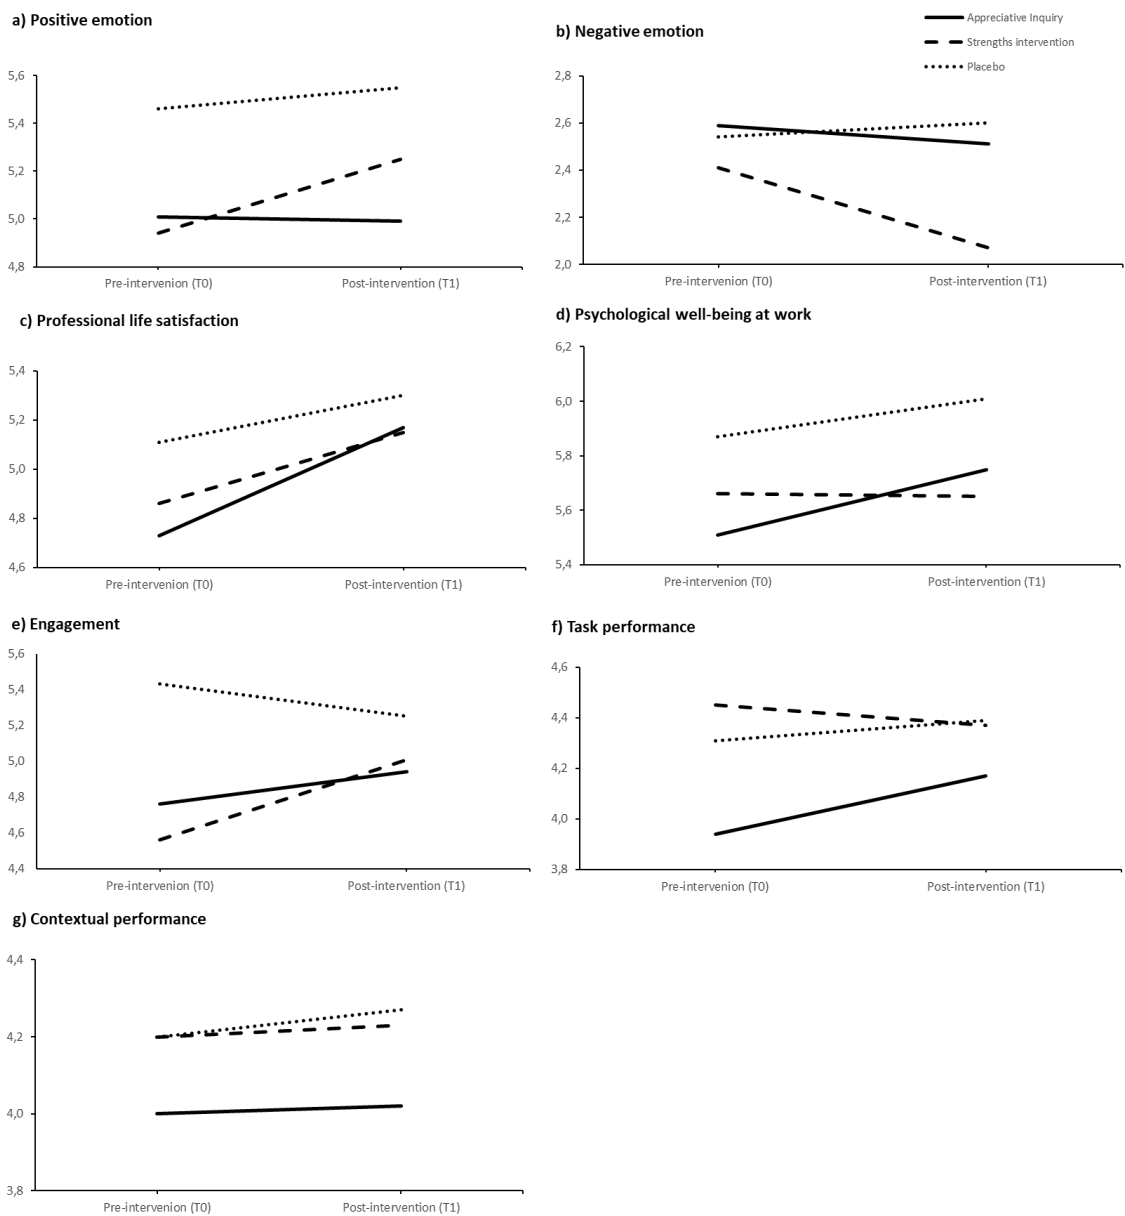 a) Positive emotion
5,6
5,4
5,2
5,0
4,8
Pre-intervenion (T0)
Post-intervention (T1)
b) Negative emotion
Appreciative Inquiry
Strengths intervention
Placebo
2,8
2,6
2,4
2,2
2,0
Pre-intervenion (T0)
Post-intervention (T1)
c) Professional life satisfaction
5,4
5,2
5,0
4,8
4,6
Pre-intervenion (T0)
Post-intervention (T1)
d) Psychological well-being at work
6,2
6,0
5,8
5,6
5,4
Pre-intervenion (T0)
Post-intervention (T1)
e) Engagement
5,6
5,4
5,2
5,0
4,8
4,6
4,4
Pre-intervenion (T0)
Post-intervention (T1)
f) Task performance
4,6
4,4
4,2
4,0
3,8
Pre-intervenion (T0)
Post-intervention (T1)
g) Contextual performance
4,4
4,2
4,0
3,8
Pre-intervenion (T0)
Post-intervention (T1)